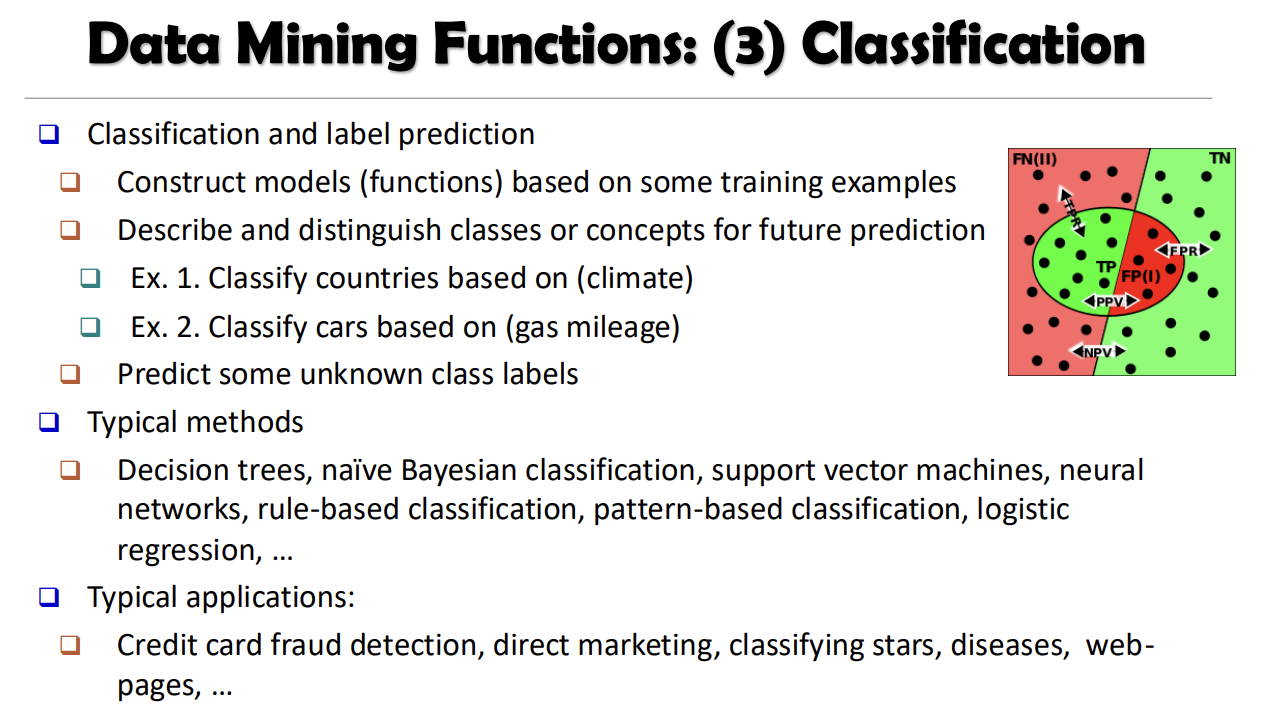 Data Mining Functions: (3) Classification
Classification and label prediction
Construct models (functions) based on some training examples
Describe and distinguish classes or concepts for future prediction
Ex. 1. Classify countries based on (climate)
Ex. 2. Classify cars based on (gas mileage)
Predict some unknown class labels
Typical methods
Decision trees, naïve Bayesian classification, support vector machines, neural
networks, rule-based classification, pattern-based classification, logistic
regression, …
Typical applications:
Credit card fraud detection, direct marketing, classifying stars, diseases,  web-
pages, …
FN(II)
TN
TPR
FPR
TP
FP(I)
PPV
NPV